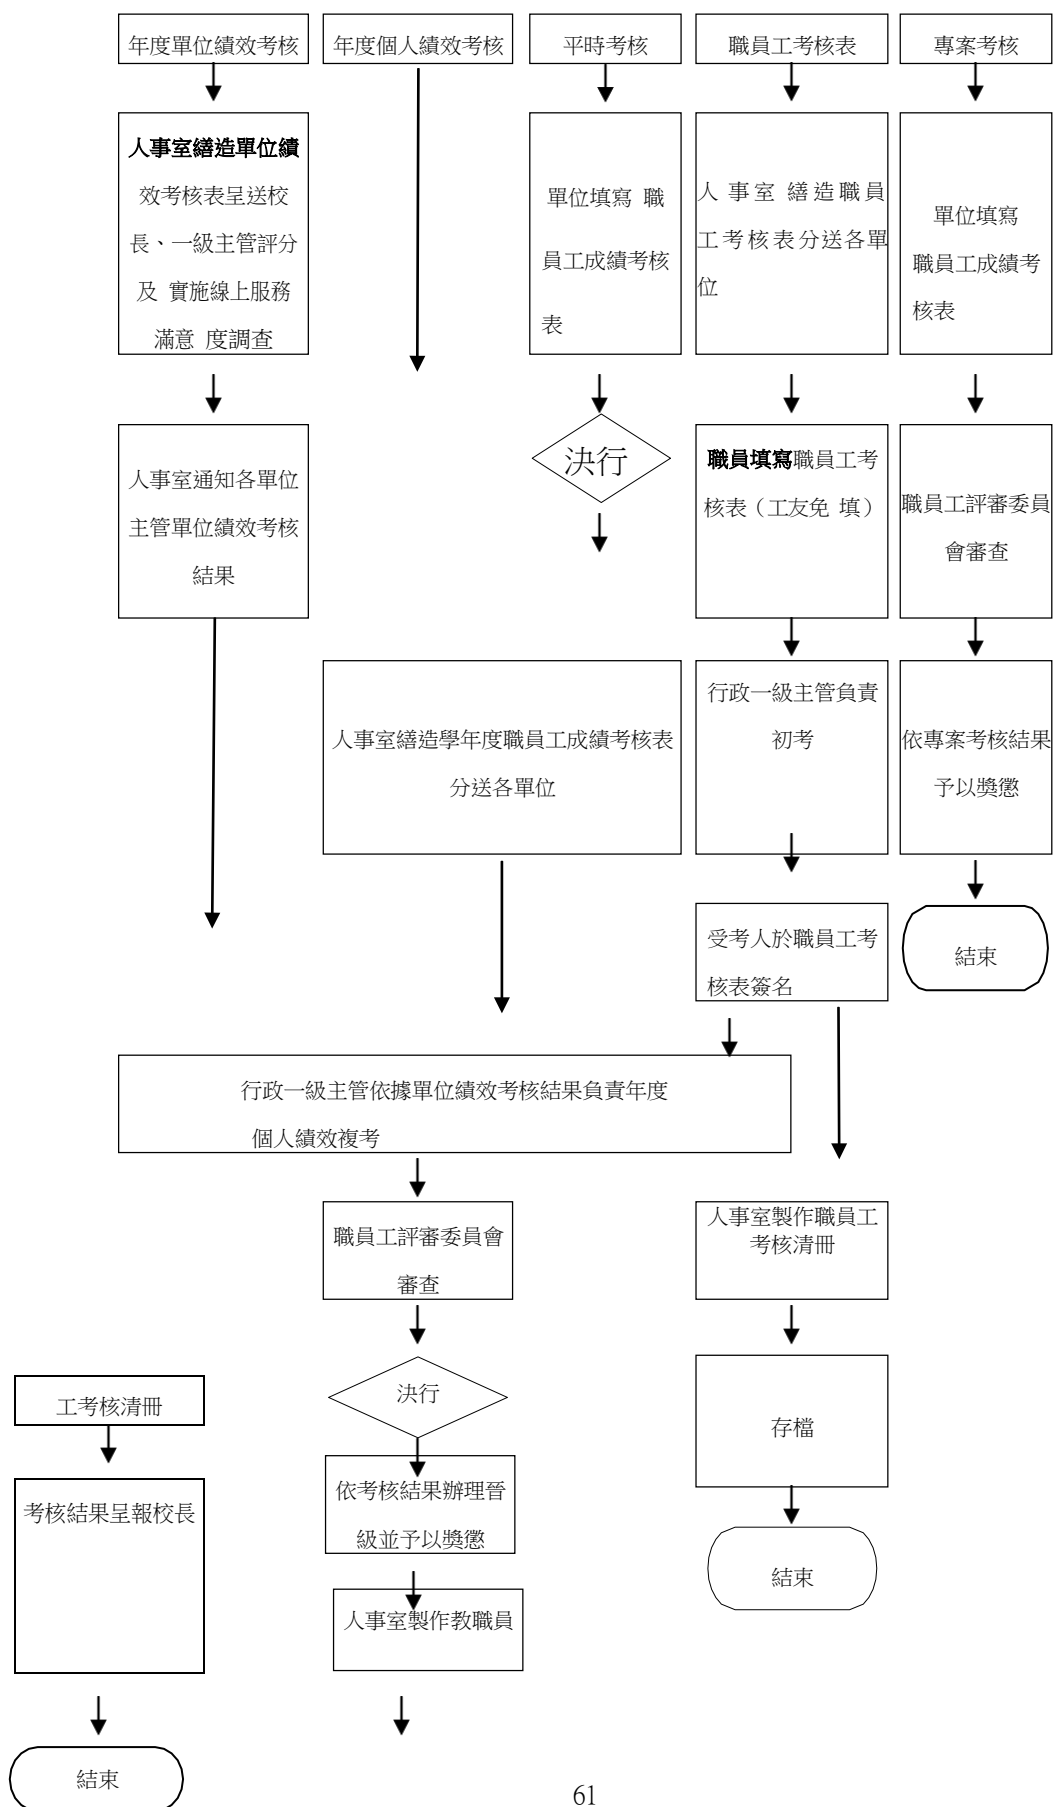 年度單位績效考核
年度個人績效考核
平時考核
職員工考核表
專案考核
人事室繕造單位績
效考核表呈送校
長、一級主管評分
及 實施線上服務
滿意 度調查
單位填寫 職
員工成績考核
表
人 事 室 繕造職員
工考核表分送各單
位
單位填寫
職員工成績考
核表
人事室通知各單位
主管單位績效考核
結果
決行
職員填寫職員工考
核表（工友免 填）
職員工評審委員
會審查
人事室繕造學年度職員工成績考核表
分送各單位
行政一級主管負責
初考
依專案考核結果
予以獎懲
受考人於職員工考
核表簽名
結束
行政一級主管依據單位績效考核結果負責年度
個人績效複考
職員工評審委員會
審查
人事室製作職員工
考核清冊
決行
存檔
工考核清冊
依考核結果辦理晉
級並予以獎懲
考核結果呈報校長
結束
人事室製作教職員
結束
61